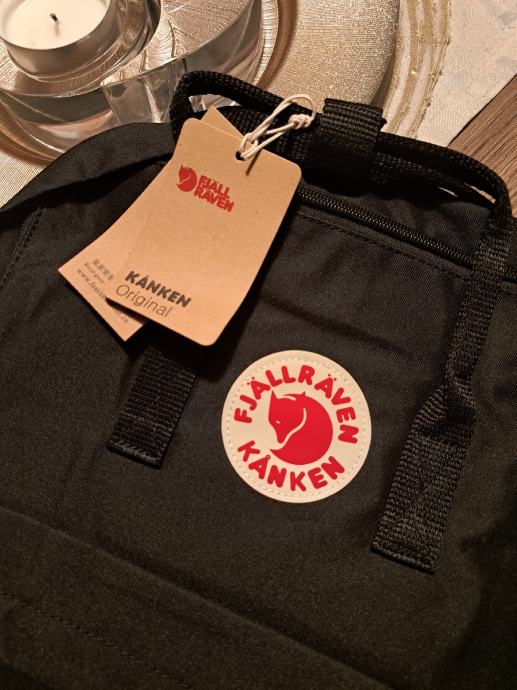 FJÄLL
RÄVEN
KÅNKEN
Original
FJÄLLRÄVEN
KÅNKEN